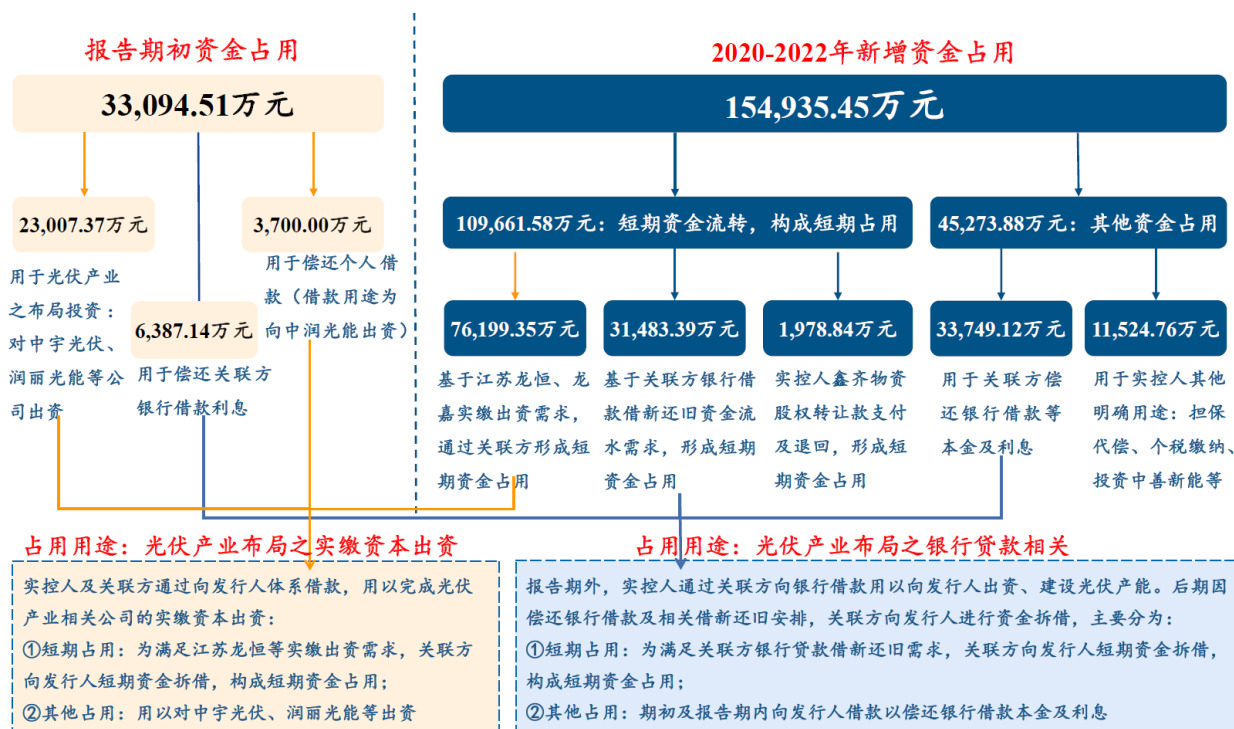 报告期初资金占用
33,094.51万元
23,007.37万元
3,700.00万元
用于光伏产业
之布局投资：
对中宇光伏、
润丽光能等公
司出资
6,387.14万元
用于偿还关联方
银行借款利息
用于偿还个人借
款（借款用途为
向中润光能出资）
2020-2022年新增资金占用
154,935.45万元
109,661.58万元：短期资金流转，构成短期占用
45,273.88万元：其他资金占用
76,199.35万元
31,483.39万元
1,978.84万元
33,749.12万元
11,524.76万元
基于江苏龙恒、龙
嘉实缴出资需求，
通过关联方形成短
期资金占用
基于关联方银行借
款借新还旧资金流
水需求，形成短期
资金占用
实控人鑫齐物资
股权转让款支付
及退回，形成短
期资金占用
用于关联方偿
还银行借款等
本金及利息
用于实控人其他
明确用途：担保
代偿、个税缴纳、
投资中善新能等
占用用途：光伏产业布局之实缴资本出资
实控人及关联方通过向发行人体系借款，用以完成光伏
产业相关公司的实缴资本出资：
①短期占用：为满足江苏龙恒等实缴出资需求，关联方
向发行人短期资金拆借，构成短期资金占用；
②其他占用：用以对中宇光伏、润丽光能等出资
占用用途：光伏产业布局之银行贷款相关
报告期外，实控人通过关联方向银行借款用以向发行人出资、建设光伏产能。后期因
偿还银行借款及相关借新还旧安排，关联方向发行人进行资金拆借，主要分为：
①短期占用：为满足关联方银行贷款借新还旧需求，关联方向发行人短期资金拆借，
构成短期资金占用；
②其他占用：期初及报告期内向发行人借款以偿还银行借款本金及利息